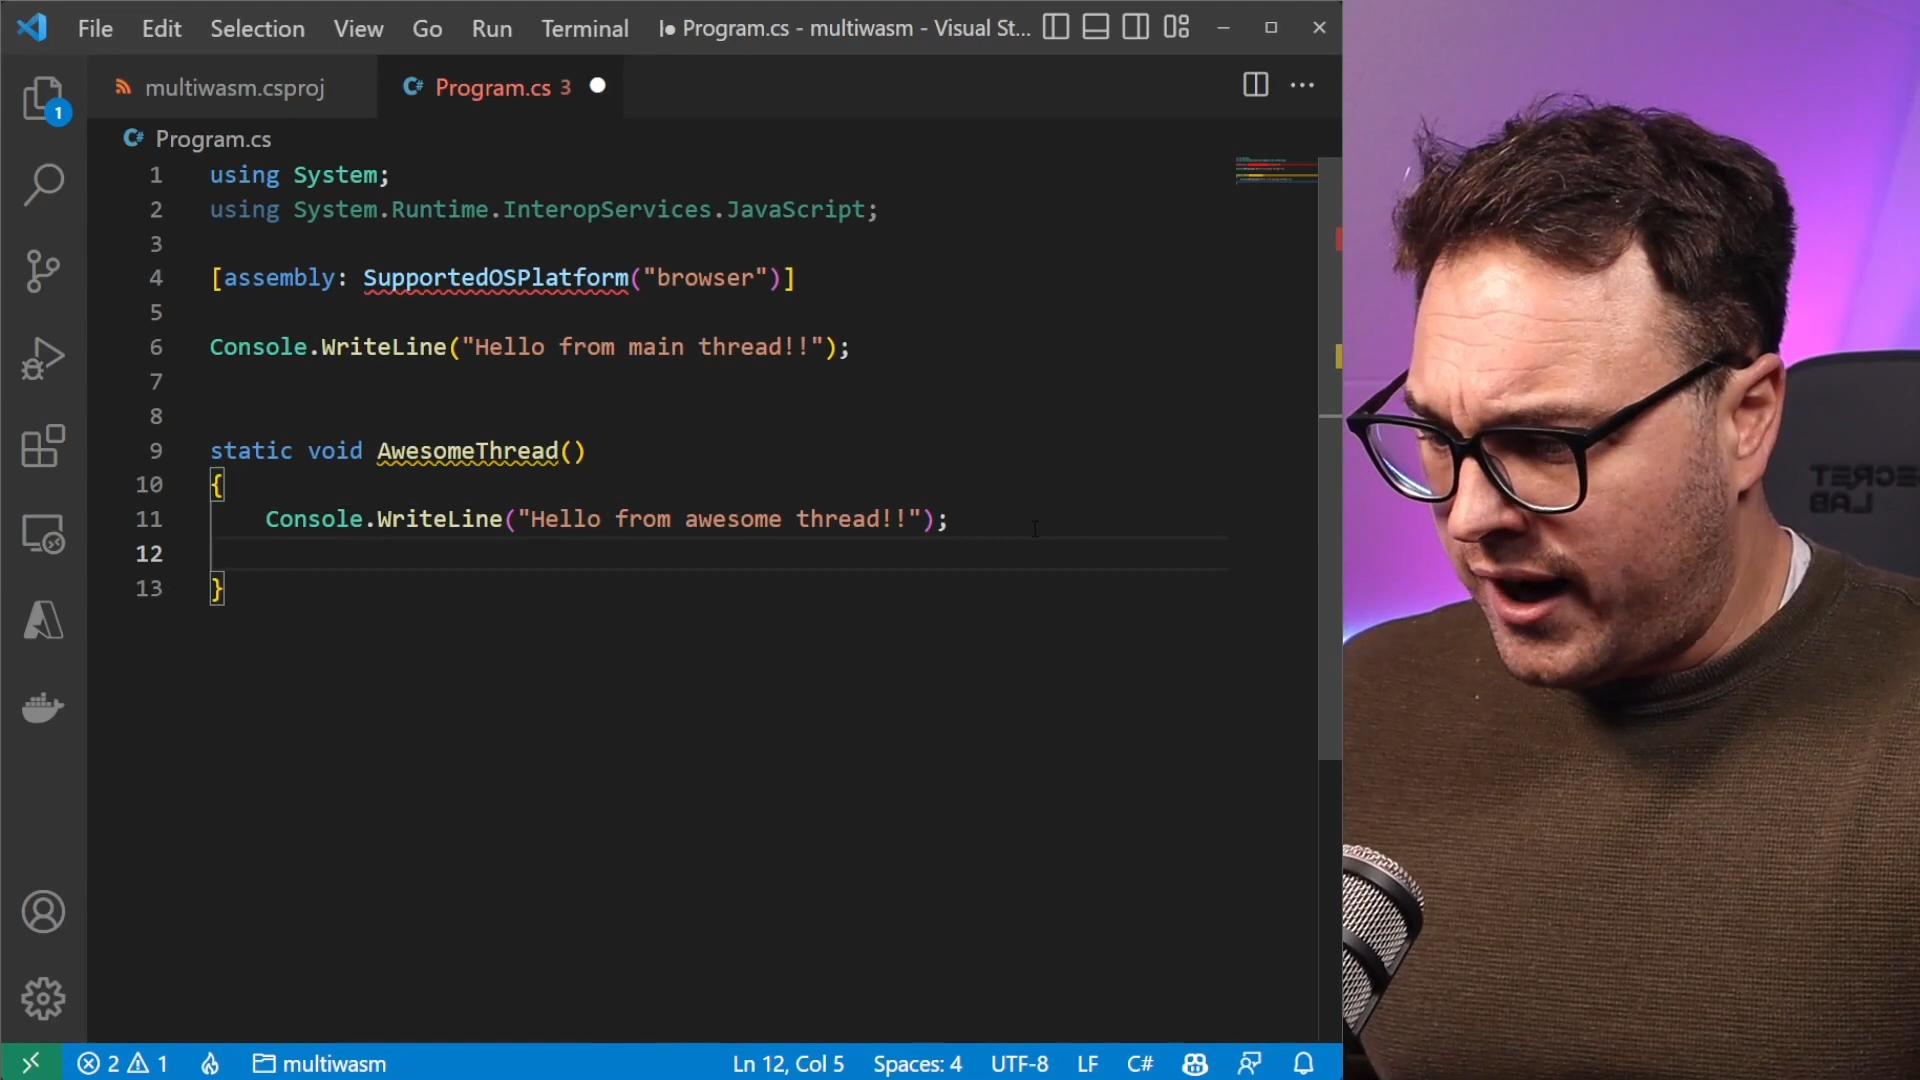 File Edit Selection View Go Run Terminal Program.cs - multiwasm - Visual St...
multiwasm.csproj Program.cs 3
Program.cs
1 using System;
2 using System.Runtime.InteropServices.JavaScript;
3
4 [assembly: SupportedOSPlatform("browser")]
5
6 Console.WriteLine("Hello from main thread!!");
7
8
9 static void AwesomeThread()
10 {
11 Console.WriteLine("Hello from awesome thread!!");
12
13 }
1
SECRET
LAB
2 1 multiwasm Ln 12, Col 5 Spaces: 4 UTF-8 LF C#